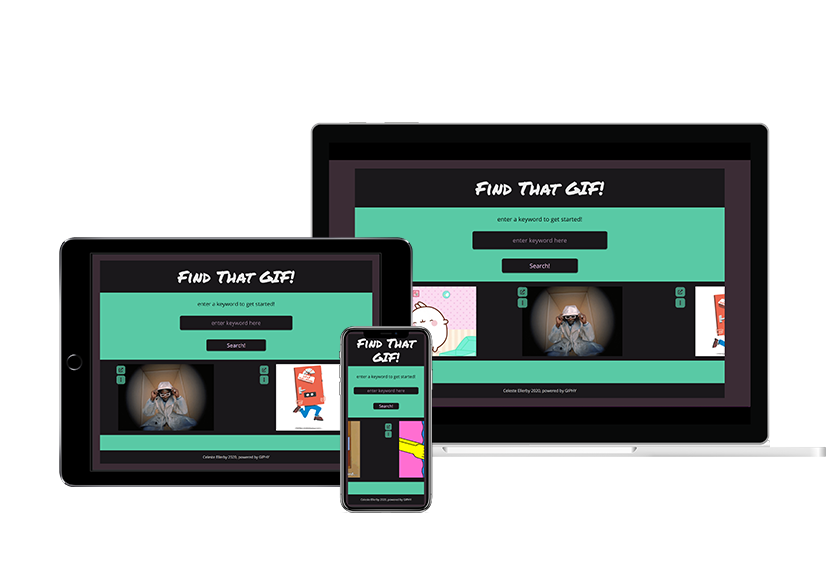 Find That GIF!
enter a keyword to get started!
enter keyword here
Search!
Celeste Ellerby 2020, powered by GIPHY
Find That GIF!
enter a keyword to get started!
enter keyword here
Search!
Celeste Ellerby 2020, powered by GIPHY
Find That
GIF!
enter a keyword to get started!
enter keyword here
Search!
Celeste Ellerby 2020, powered by GIPHY